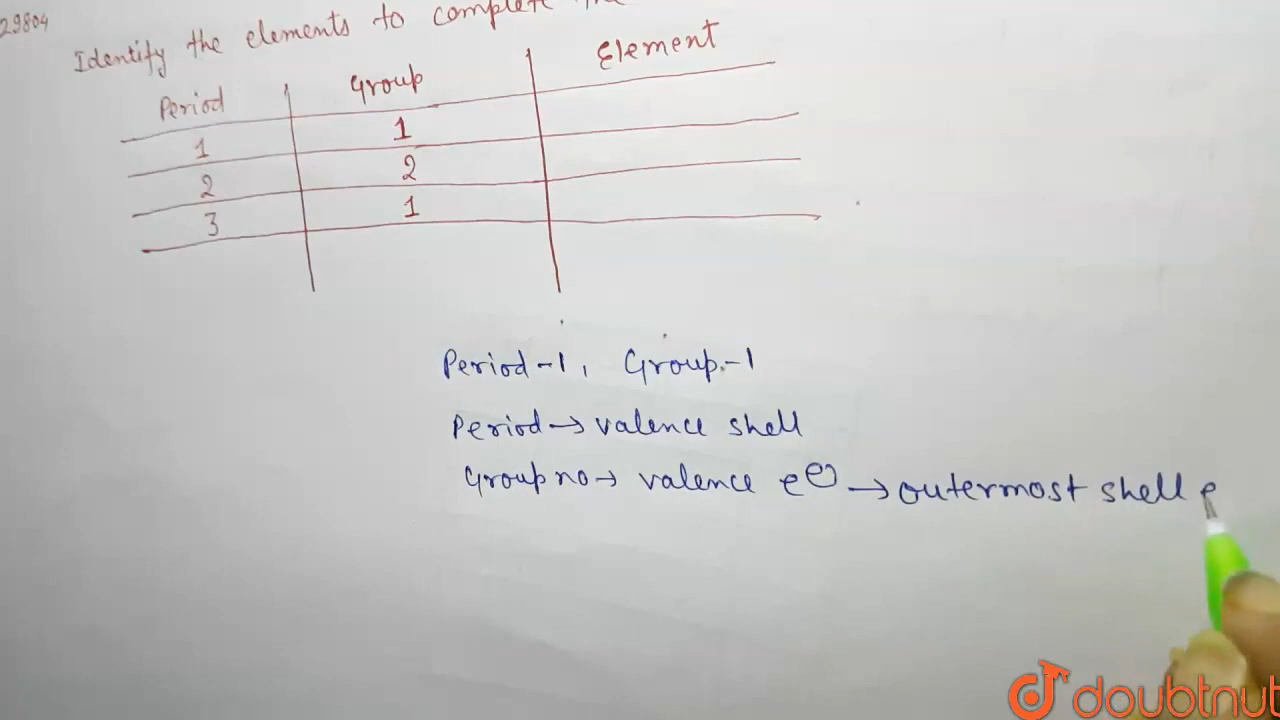 29804
Identify the elements to complete the
Period Group Element
1 1
2 2
3 1
Period-1, Group-1
Period→valence shell
Group no→ valence e⊖ →outermost shell e
doubtnut